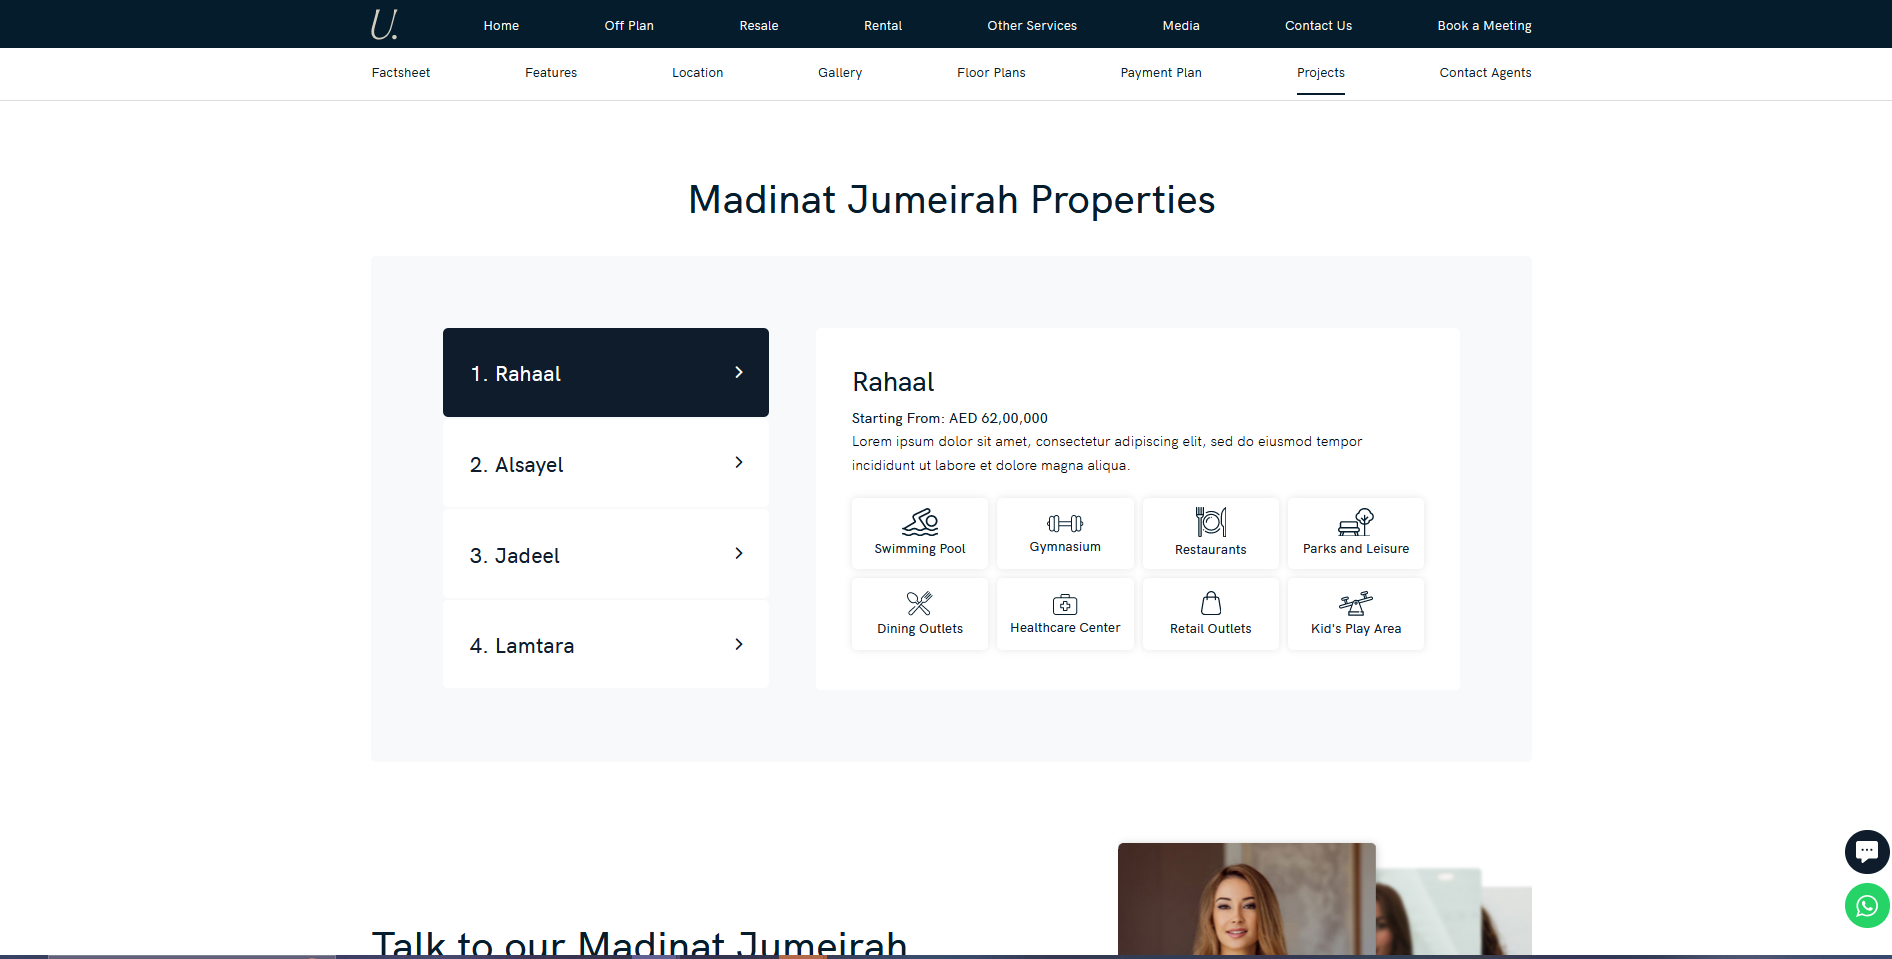 U.
Home Off Plan Resale Rental Other Services Media Contact Us Book a Meeting
Factsheet Features Location Gallery Floor Plans Payment Plan Projects Contact Agents
Madinat Jumeirah Properties
1. Rahaal
2. Alsayel
3. Jadeel
4. Lamtara
Rahaal
Starting From: AED 62,00,000
Lorem ipsum dolor sit amet, consectetur adipiscing elit, sed do eiusmod tempor
incididunt ut labore et dolore magna aliqua.
Swimming Pool Gymnasium Restaurants Parks and Leisure
Dining Outlets Healthcare Center Retail Outlets Kid's Play Area
Talk to our Madinat Jumeirah